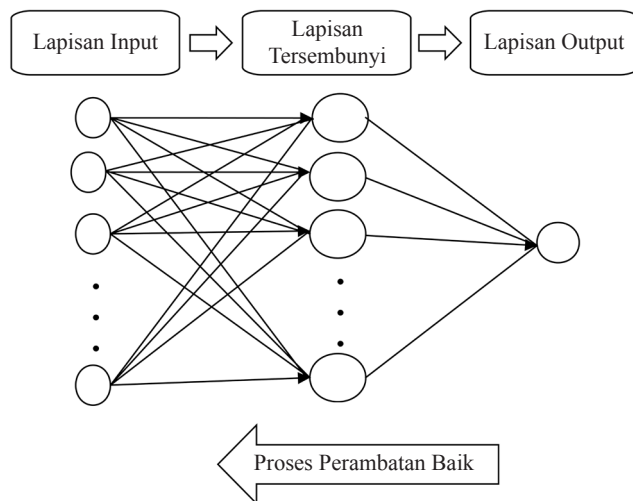 Lapisan Input
Lapisan
Tersembunyi
Lapisan Output
Proses Perambatan Baik